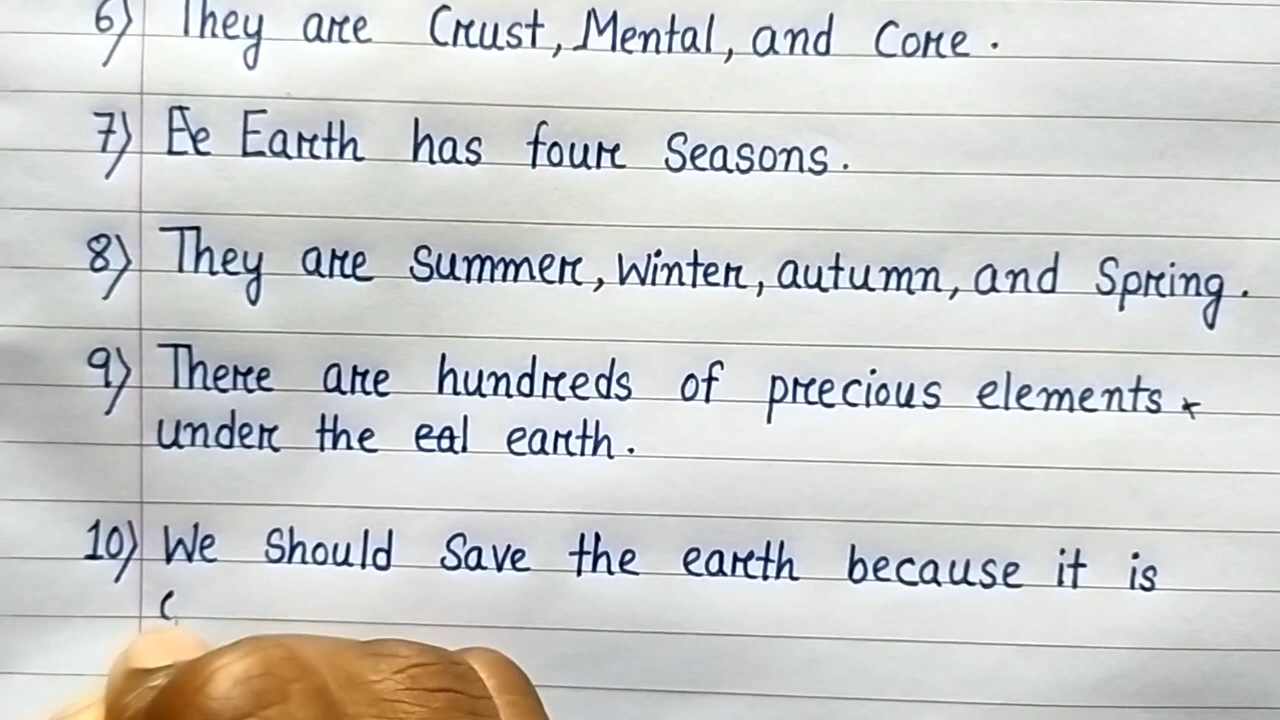 6) They are Crust, Mental, and Core.
7) Ee Earth has four Seasons.
8) They are Summer, Winter, autumn, and Spring.
9) There are hundreds of precious elements
under the eal earth.
10) We Should Save the earth because it is